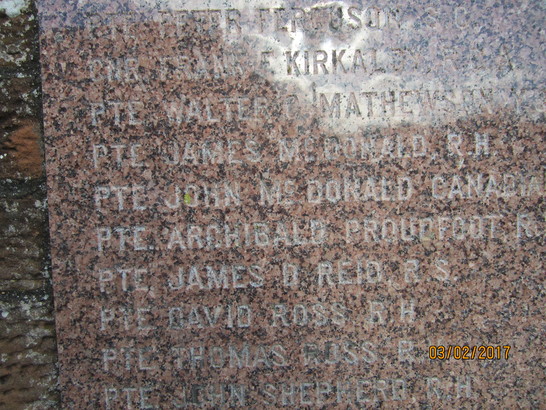 PTE PETER FERGUSON, S.G.
GNR. FRANK F. KIRKALDY
PTE WALTER MATHEWSON
PTE JAMES McDONALD, R.H.
PTE. JOHN McDONALD CANADIA
PTE. ARCHIBALD PROUDFOOT, R.
PTE. JAMES D REID, R.S.
PTE DAVID ROSS, R.H.
PTE THOMAS ROSS,
PTE JOHN SHEPHERD, R.H.
03/02/2017